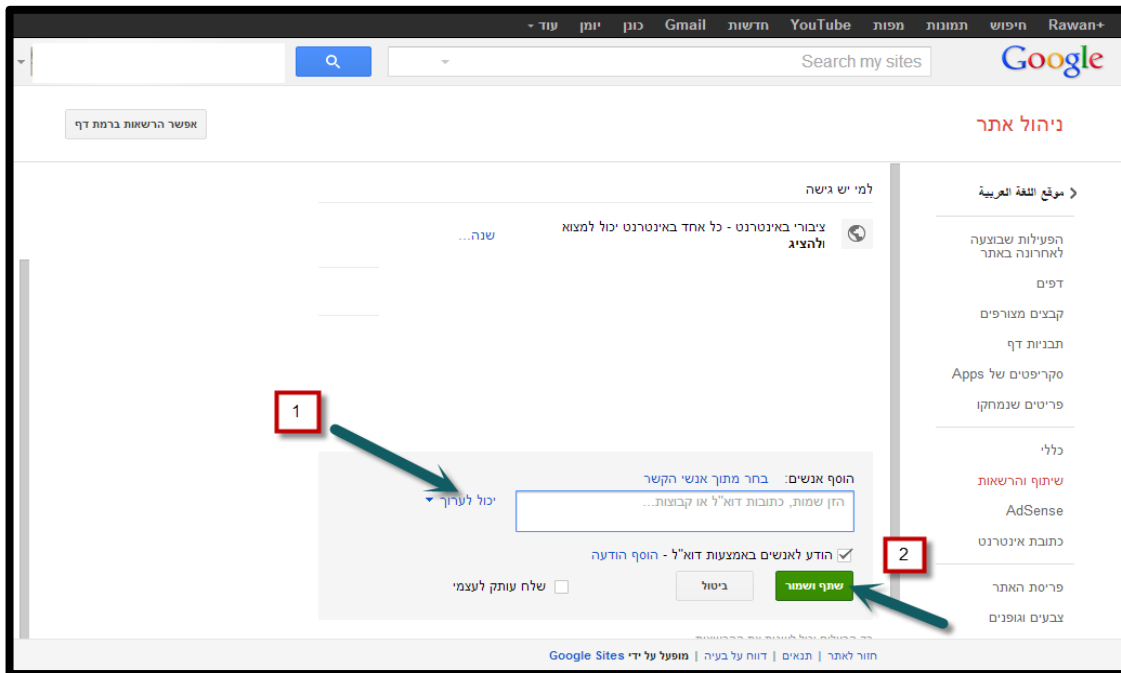 Rawan+ חיפוש תמונות מפות YouTube חדשות Gmail כונן יומן עוד
Google
Search my sites
ניהול אתר
אפשר הרשאות ברמת דף
موقع اللغة العربية
הפעילות שבוצעה
לאחרונה באתר
דפים
קבצים מצורפים
תבניות דף
סקריפטים של Apps
פריטים שנמחקו
כללי
שיתוף והרשאות
AdSense
כתובת אינטרנט
פריסת האתר
צבעים וגופנים
למי יש גישה
ציבורי באינטרנט - כל אחד באינטרנט יכול למצוא
ולהציג
שנה...
1
הוסף אנשים: בחר מתוך אנשי הקשר
הזן שמות, כתובות דוא"ל או קבוצות...
יכול לערוך
הודע לאנשים באמצעות דוא"ל - הוסף הודעה
2
שתף ושמור
ביטול
שלח עותק לעצמי
חזור לאתר | תנאים | דווח על בעיה | מופעל על ידי Google Sites